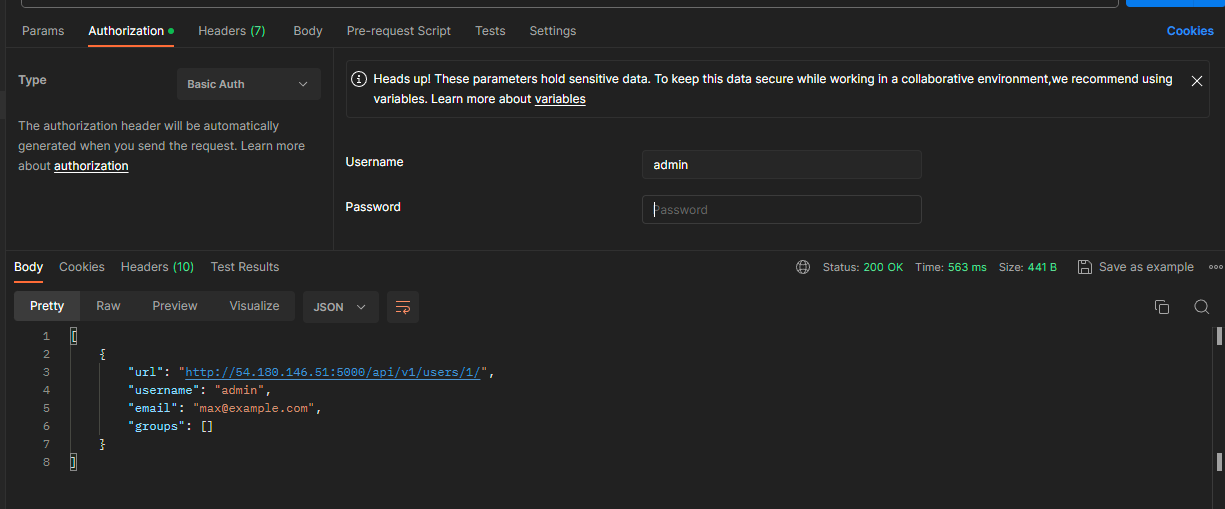 Params Authorization Headers (7) Body Pre-request Script Tests Settings Cookies
Type Basic Auth
The authorization header will be automatically
generated when you send the request. Learn more
about authorization
Heads up! These parameters hold sensitive data. To keep this data secure while working in a collaborative environment,we recommend using
variables. Learn more about variables
Username admin
Password Password
Body Cookies Headers (10) Test Results Status: 200 OK Time: 563 ms Size: 441 B Save as example
Pretty Raw Preview Visualize JSON
1 [
2 {
3 "url": "http://54.180.146.51:5000/api/v1/users/1/",
4 "username": "admin",
5 "email": "max@example.com",
6 "groups": []
7 }
8 ]